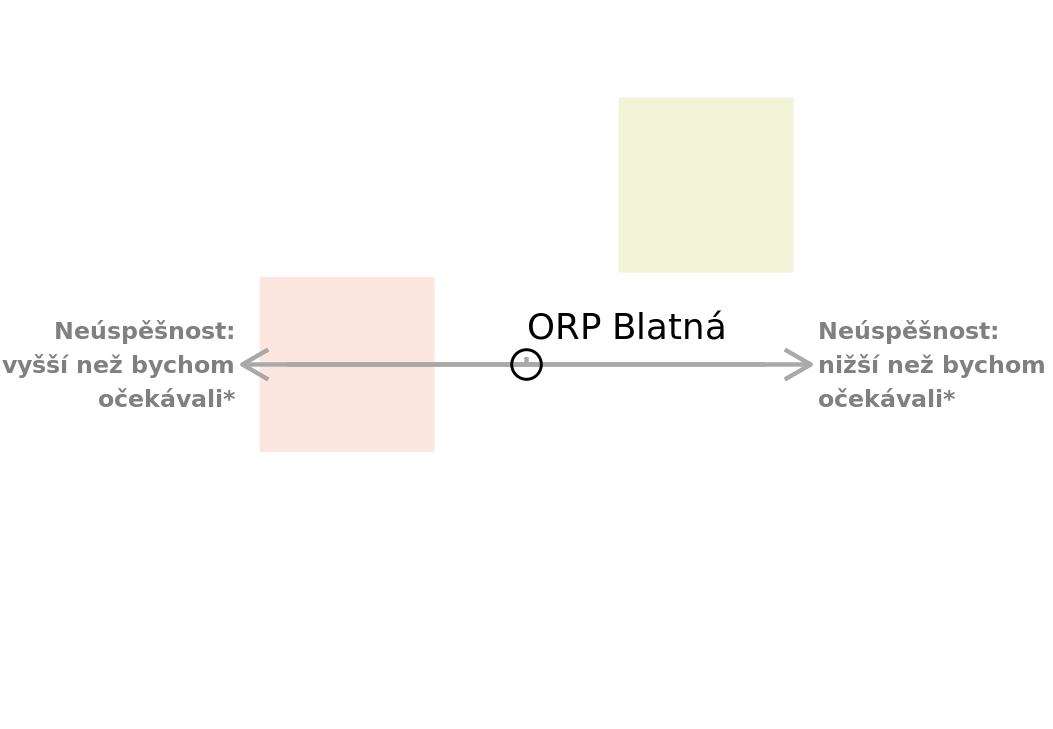 ORP Blatná
Neúspěšnost:
vyšší než bychom
očekávali*
Neúspěšnost:
nižší než bychom
očekávali*